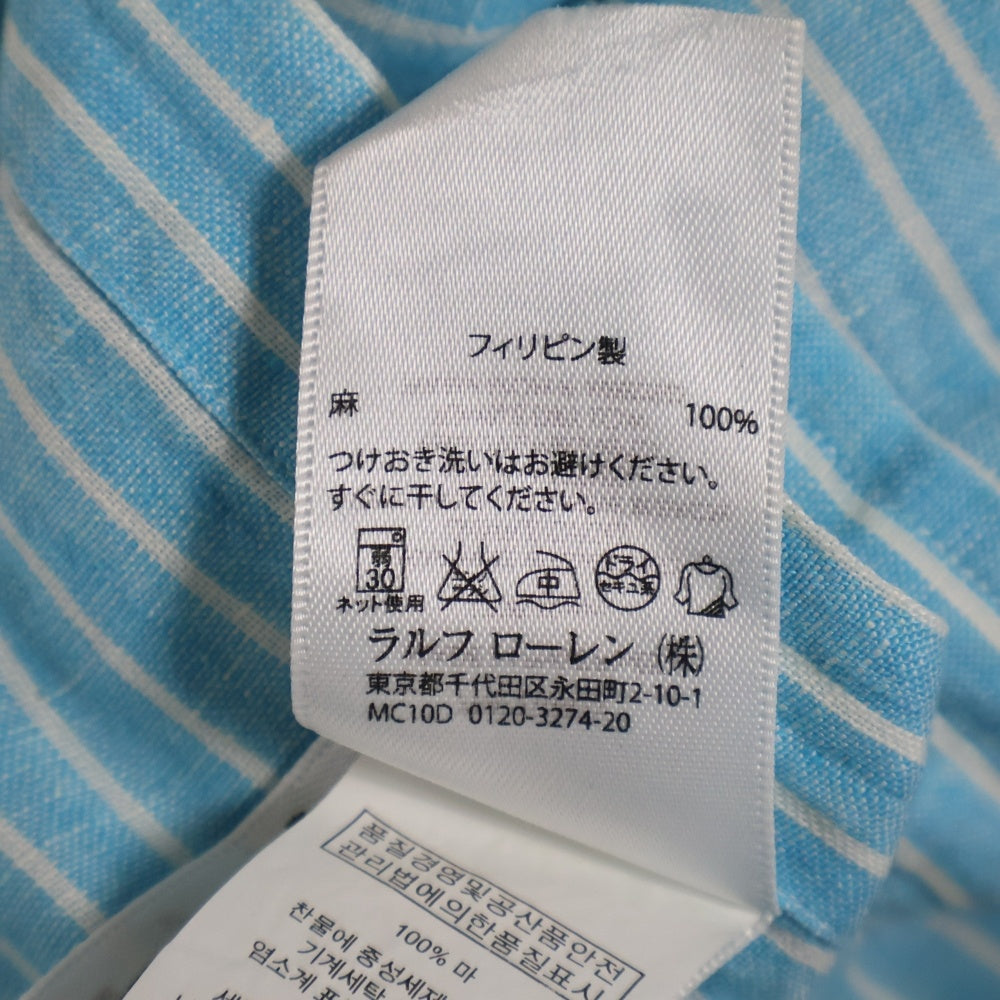 フィリピン製
麻 100%
つけおき洗いはお避けください。
すぐに干してください。
弱
30
ネット使用
中
ドライ
セキユ系
ラルフ ローレン (株)
東京都千代田区永田町2-10-1
MC10D 0120-3274-20
품질경영및공산품안전
관리법에의한품질표시
100% 마
찬물에 중성세제
기계세탁
염소계 표